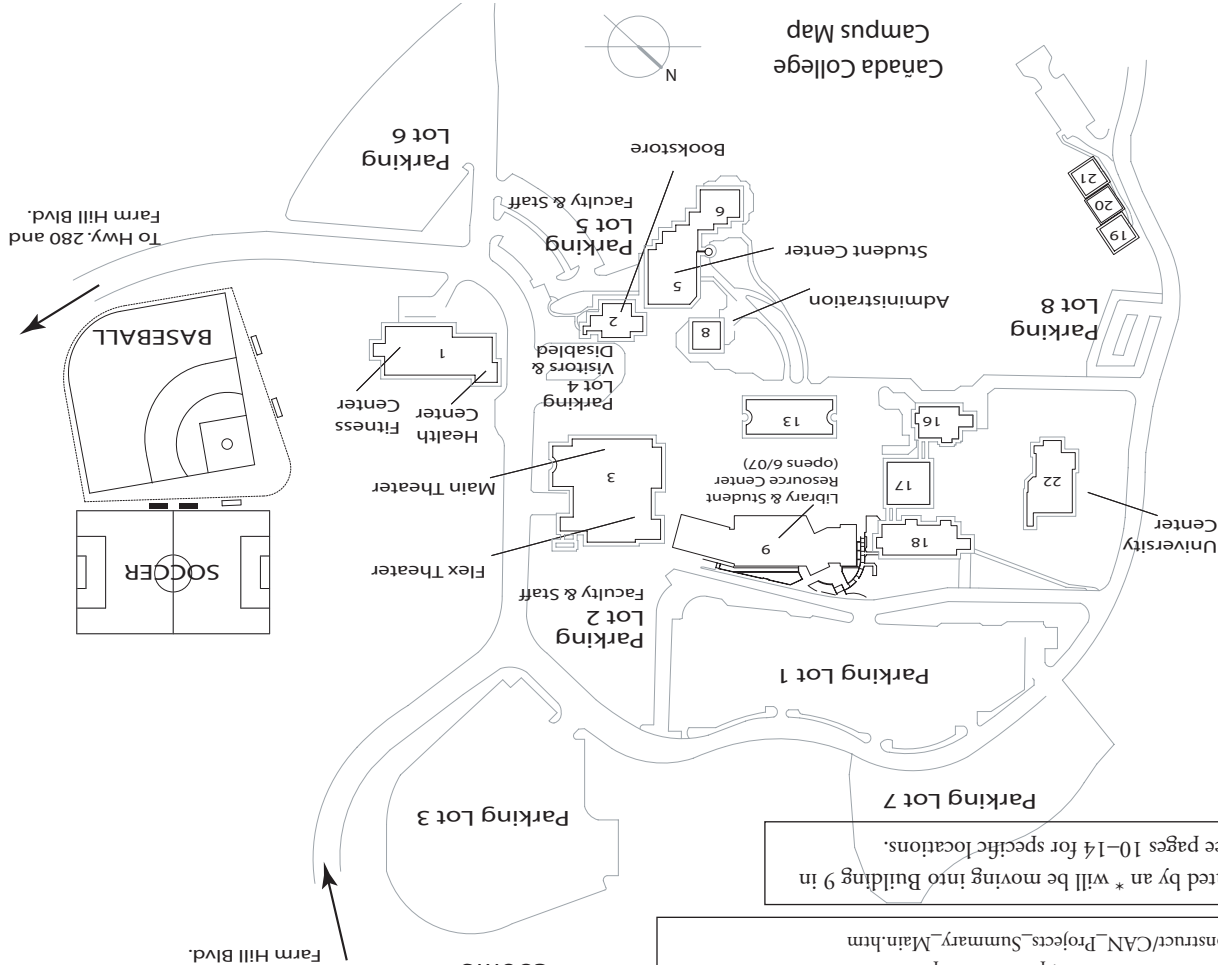 onstruct/CAN_Projects_Summary_Main.htm
ted by an * will be moving into Building 9 in
ee pages 10–14 for specific locations.
Farm Hill Blvd.
Parking Lot 7
Parking Lot 3
Parking Lot 1
Parking
Lot 2
Faculty & Staff
University
Center
22
18
17
16
9
Library & Student
Resource Center
(opens 6/07)
13
Flex Theater
Main Theater
3
SOCCER
BASEBALL
Health
Center
Fitness
Center
1
Parking
Lot 4
Visitors &
Disabled
2
8
Administration
Student Center
5
6
Parking
Lot 8
19
20
21
Parking
Lot 5
Faculty & Staff
Bookstore
To Hwy. 280 and
Farm Hill Blvd.
Parking
Lot 6
N
Cañada College
Campus Map